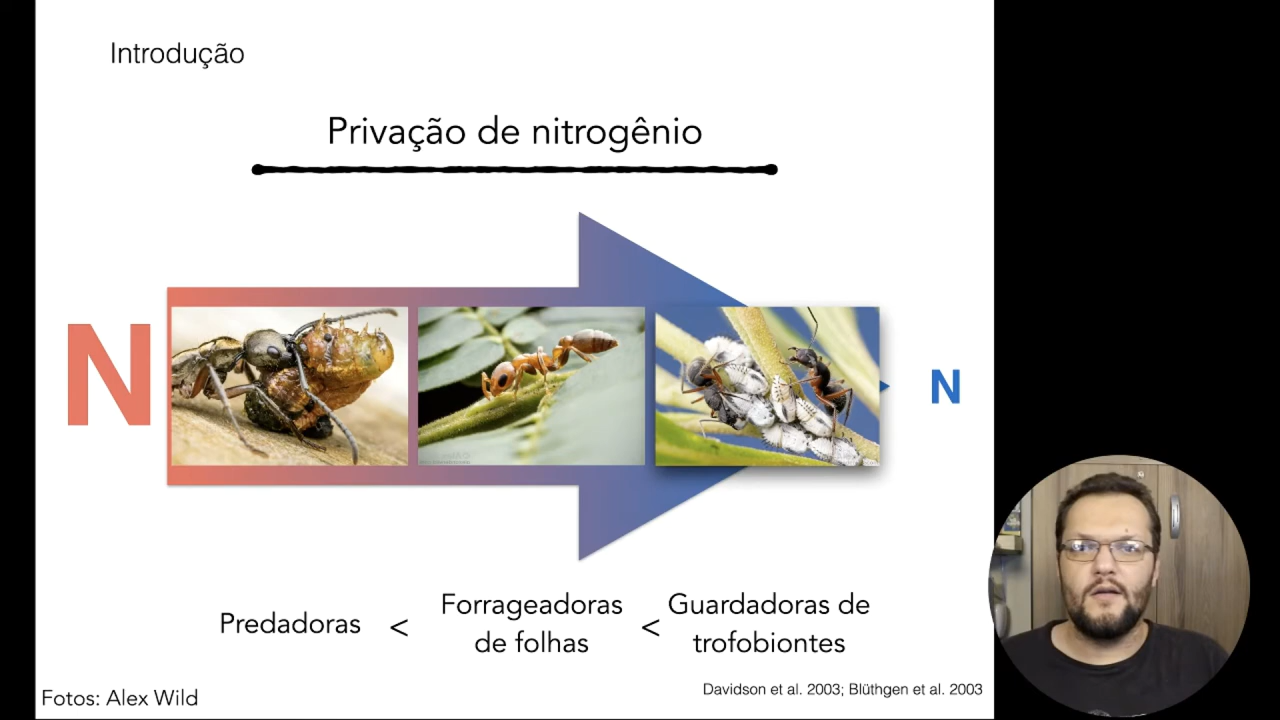 Introdução
Privação de nitrogênio
N
N
Predadoras < Forrageadoras de folhas < Guardadoras de trofobiontes
Fotos: Alex Wild
Davidson et al. 2003; Blüthgen et al. 2003